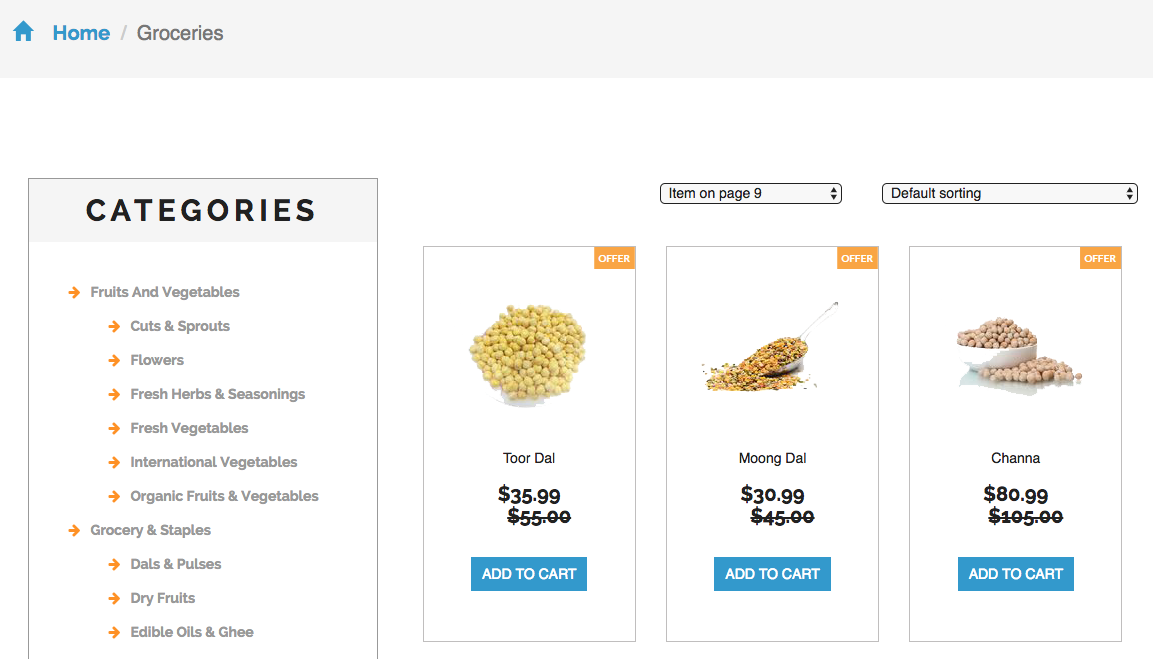 Home / Groceries
CATEGORIES
Fruits And Vegetables
Cuts & Sprouts
Flowers
Fresh Herbs & Seasonings
Fresh Vegetables
International Vegetables
Organic Fruits & Vegetables
Grocery & Staples
Dals & Pulses
Dry Fruits
Edible Oils & Ghee
Item on page 9
Default sorting
OFFER
Toor Dal
$35.99
$55.00
ADD TO CART
OFFER
Moong Dal
$30.99
$45.00
ADD TO CART
OFFER
Channa
$80.99
$105.00
ADD TO CART